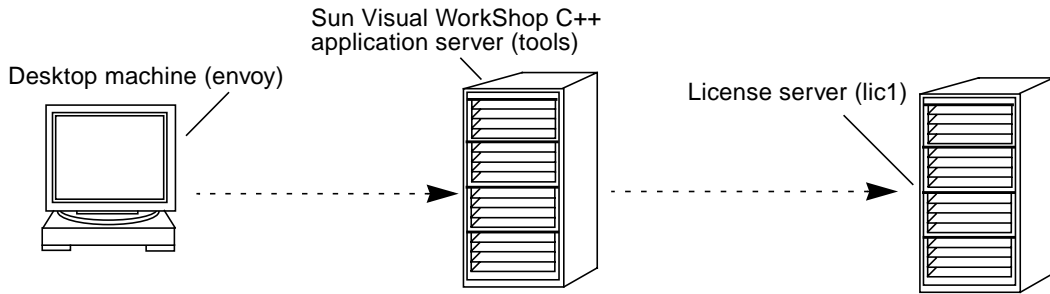 Sun Visual WorkShop C++
application server (tools)
Desktop machine (envoy)
License server (lic1)